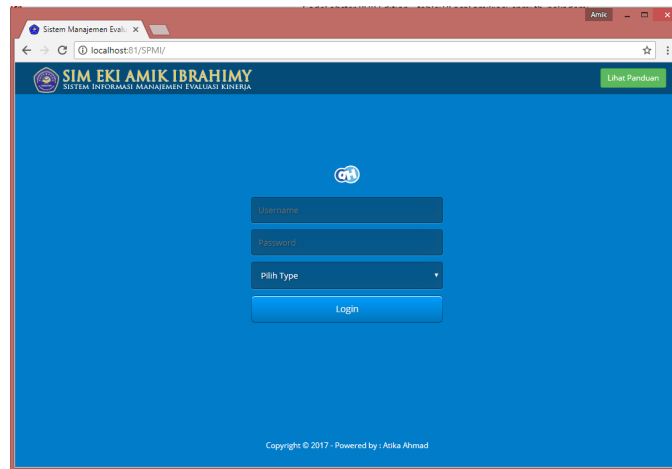 Amik
Sistem Manajemen Evalu
localhost:81/SPMI/
SIM EKI AMIK IBRAHIMY
SISTEM INFORMASI MANAJEMEN EVALUASI KINERJA
Lihat Panduan
Username
Password
Pilih Type
Login
Copyright © 2017 - Powered by : Atika Ahmad